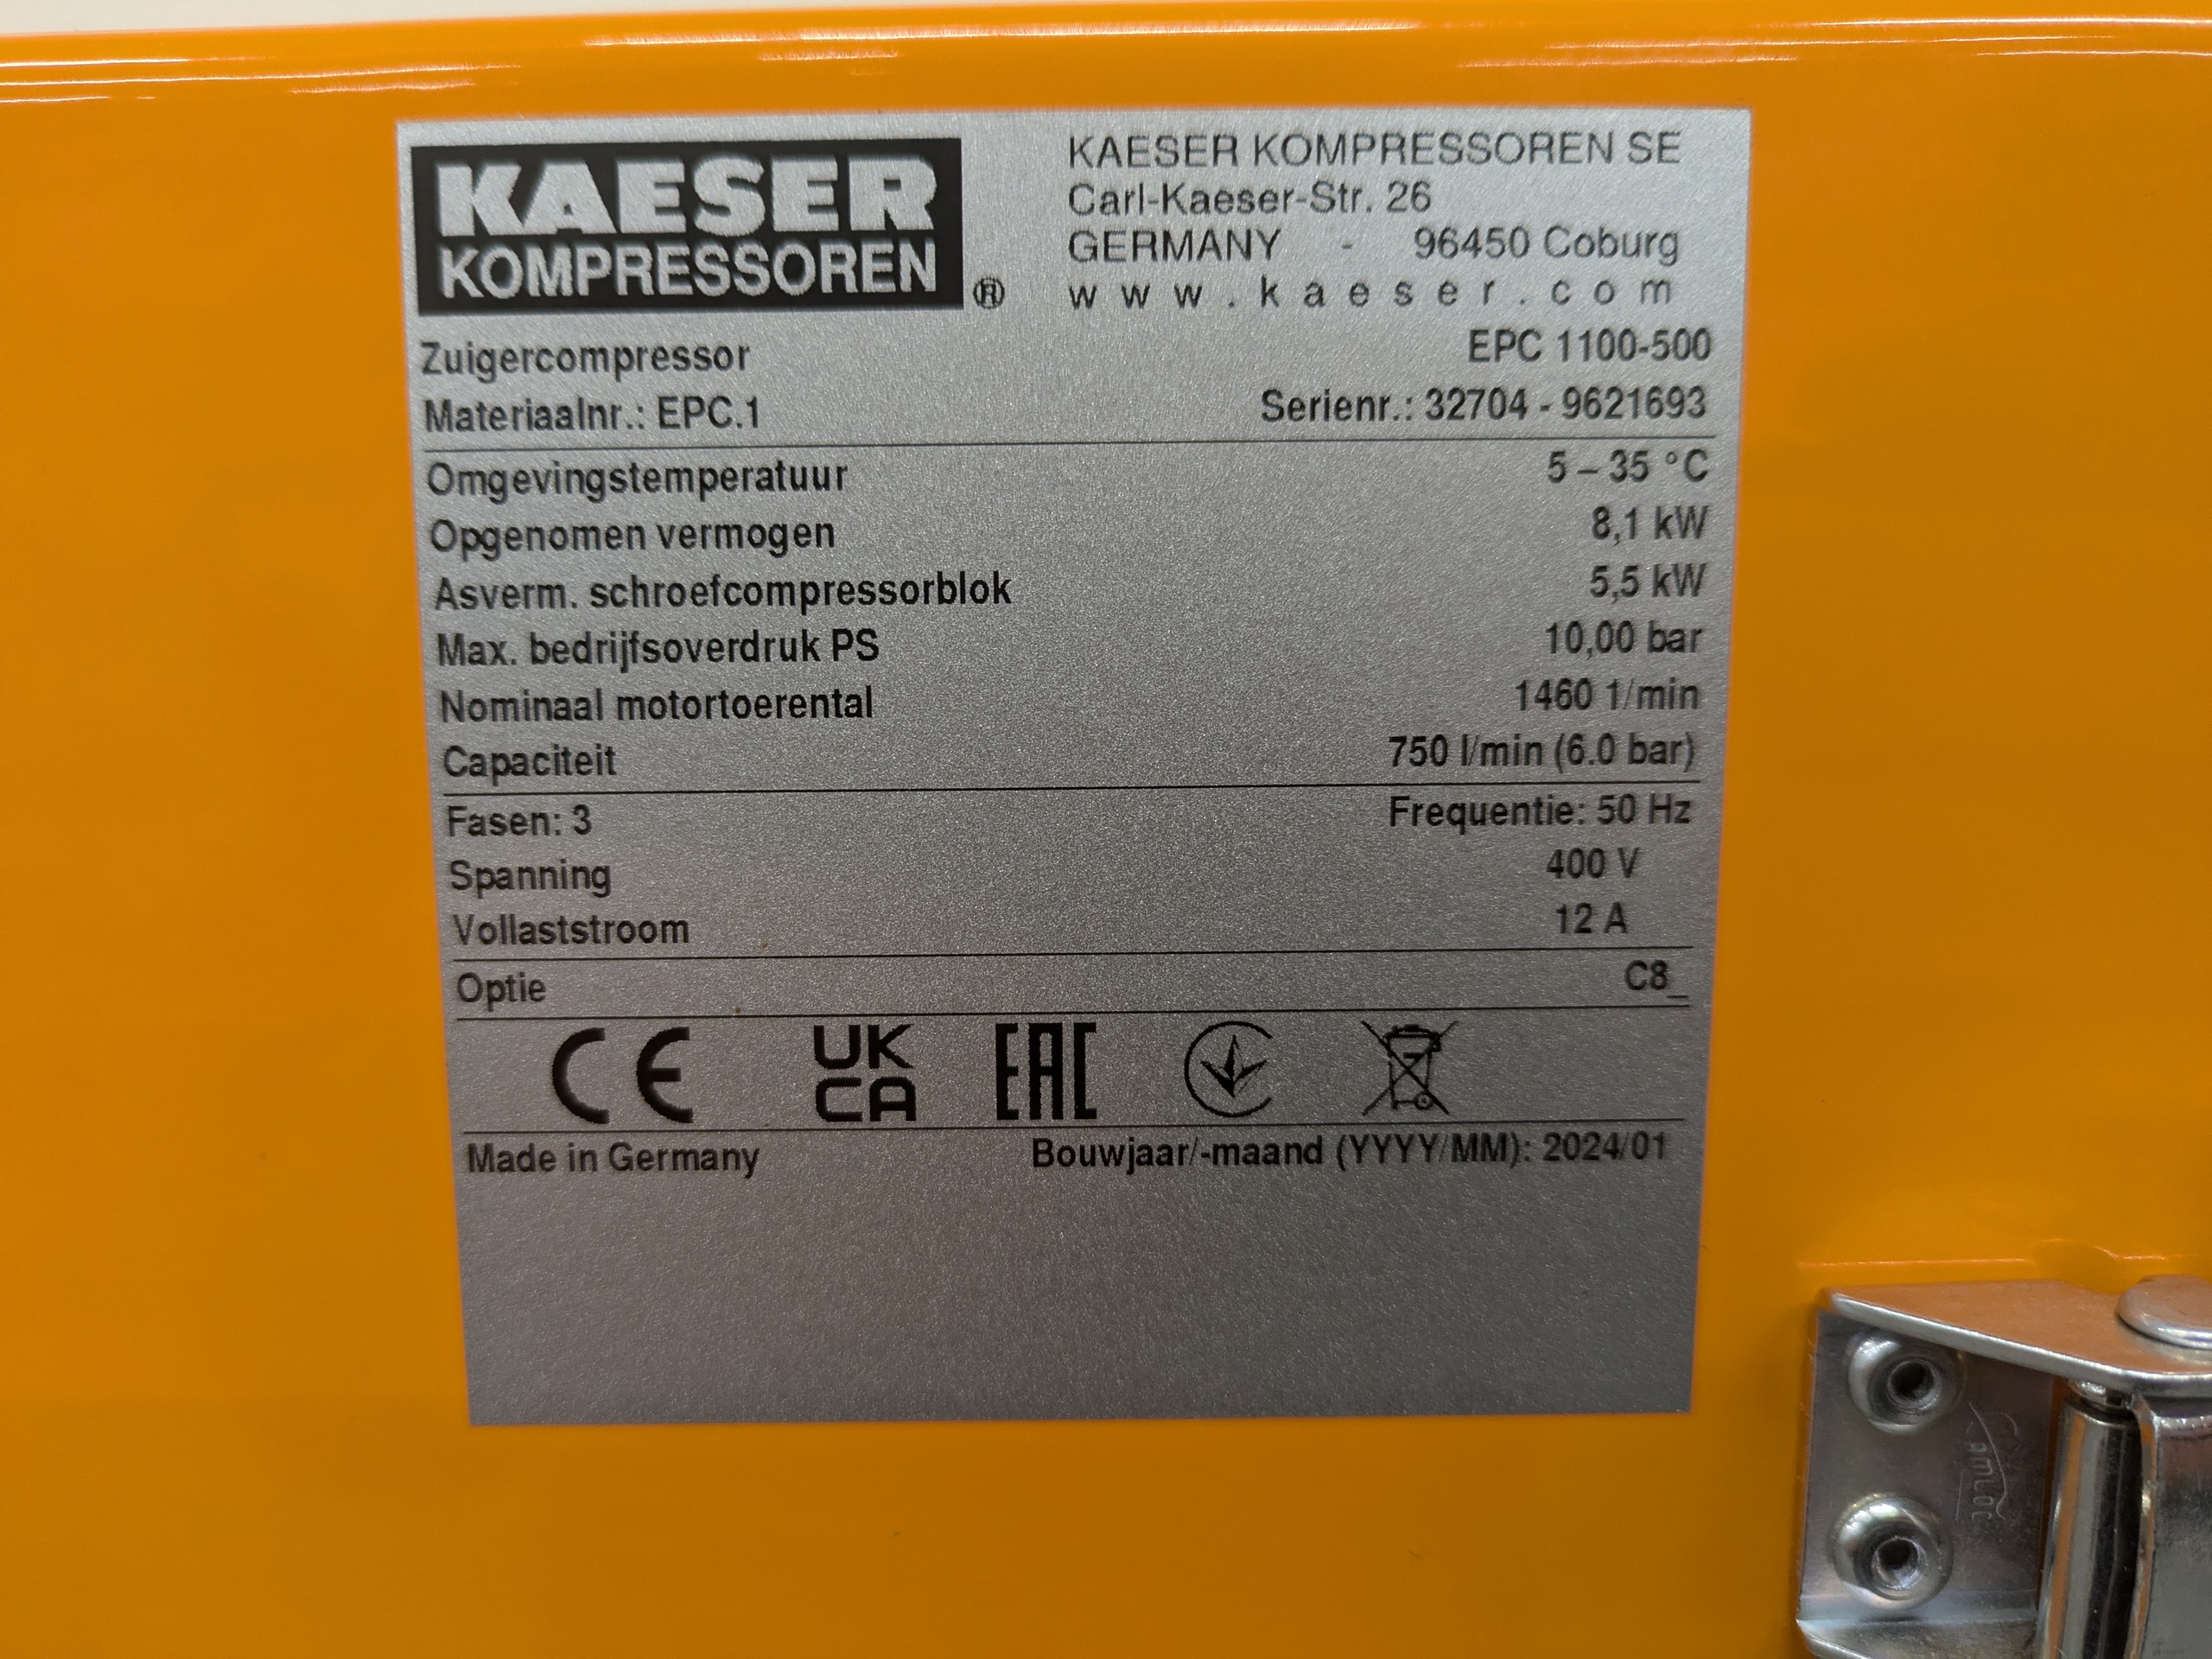 KAESER
KOMPRESSOREN
®
KAESER KOMPRESSOREN SE
Carl-Kaeser-Str. 26
GERMANY - 96450 Coburg
www.kaeser.com
Zuigercompressor EPC 1100-500
Materiaalnr.: EPC.1 Serienr.: 32704 - 9621693
Omgevingstemperatuur 5 – 35 °C
Opgenomen vermogen 8,1 kW
Asverm. schroefcompressorblok 5,5 kW
Max. bedrijfsoverdruk PS 10,00 bar
Nominaal motortoerental 1460 1/min
Capaciteit 750 l/min (6.0 bar)
Fasen: 3 Frequentie: 50 Hz
Spanning 400 V
Vollaststroom 12 A
Optie C8_
CE UK CA EAC
Made in Germany Bouwjaar/-maand (YYYY/MM): 2024/01
CAMLOC